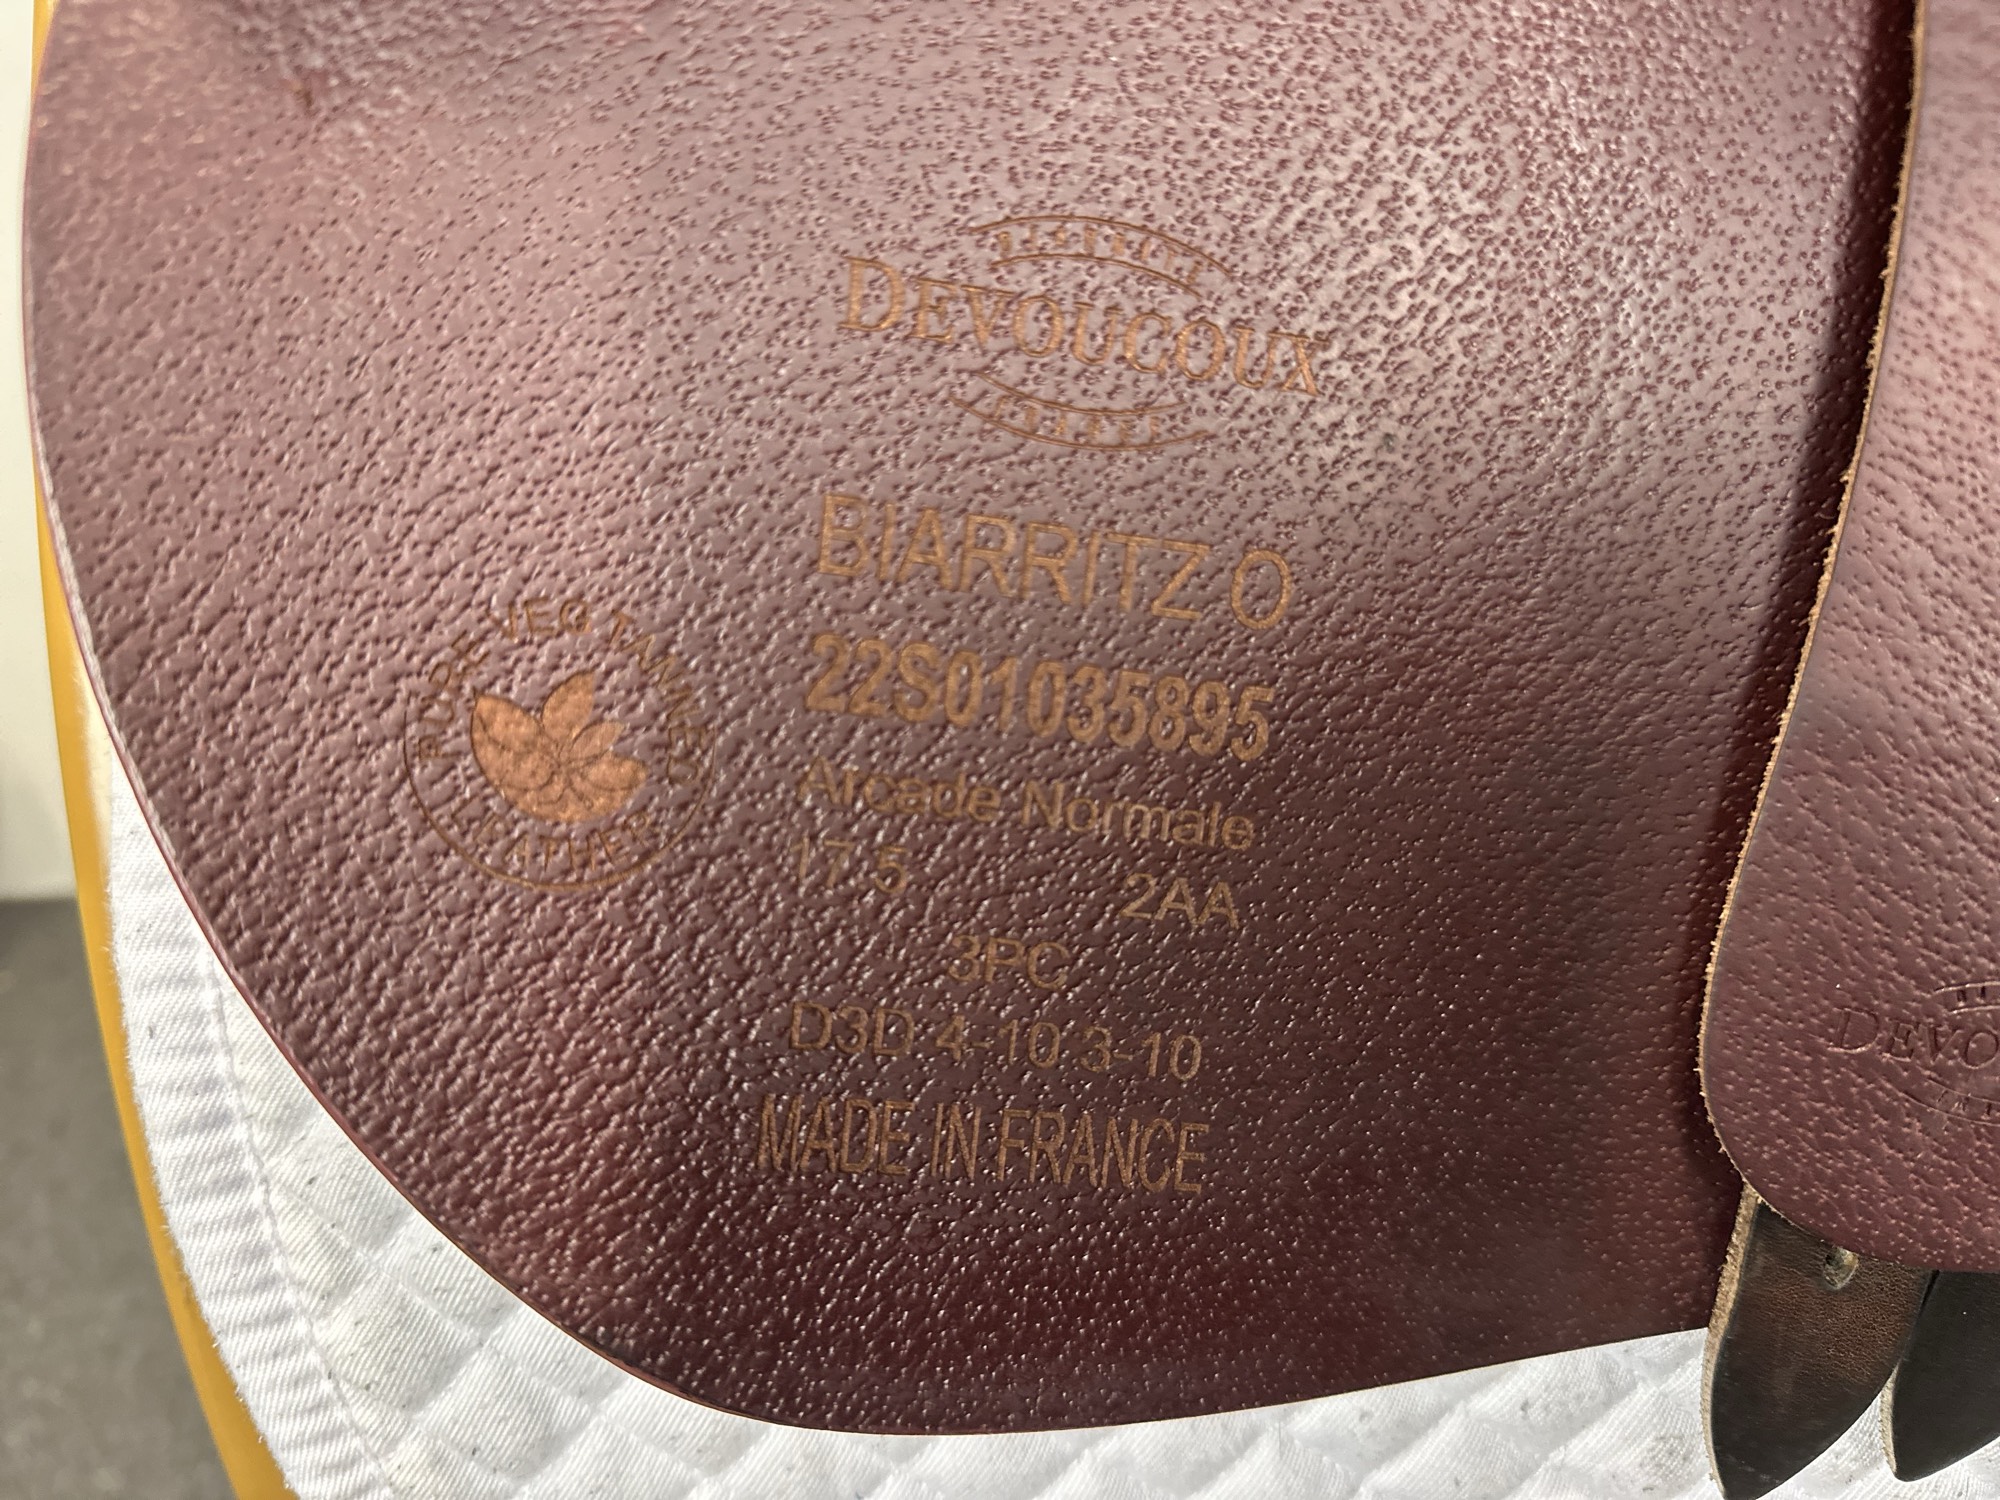 DEVOUCOUX
BIARRITZ O
22S01035895
Arcade Normale
17.5 2AA
3PC
D3D 4-10 3-10
MADE IN FRANCE
PURE VEG TANNED
LEATHER
DEVO